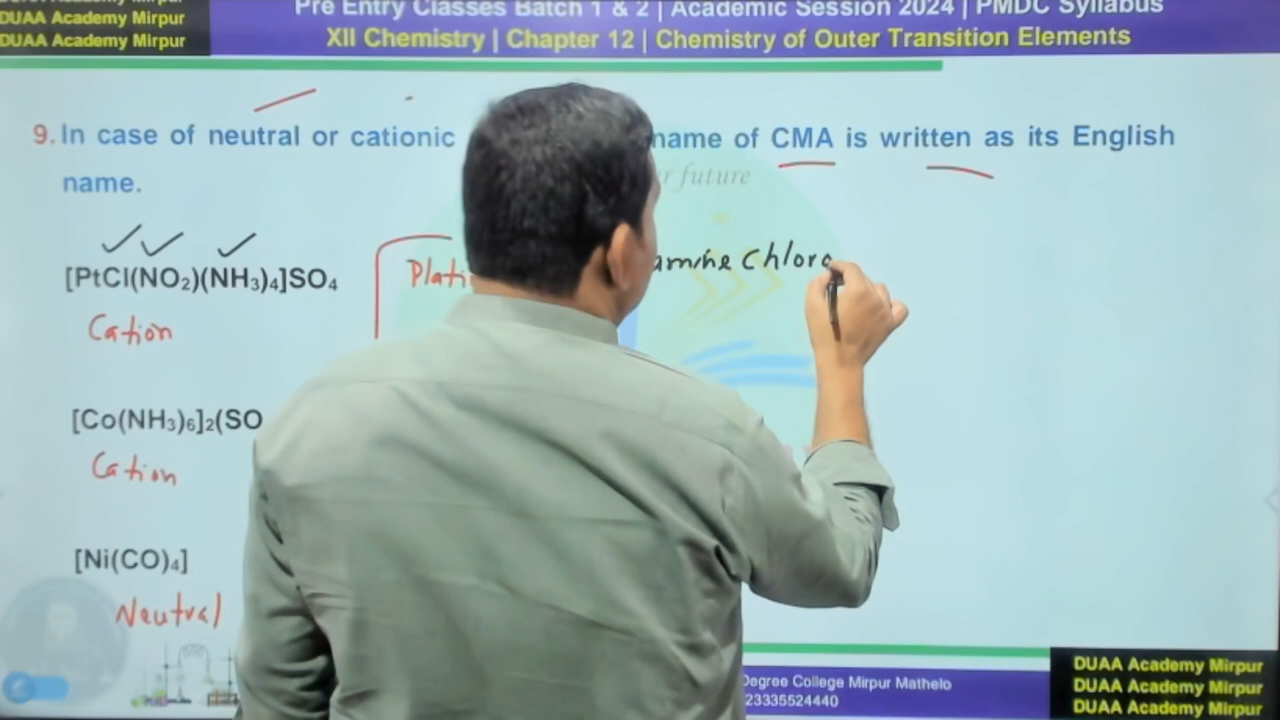 DUAA Academy Mirpur
DUAA Academy Mirpur
Pre Entry Classes Batch 1 & 2 | Academic Session 2024 | PMDC Syllabus
XII Chemistry | Chapter 12 | Chemistry of Outer Transition Elements
9. In case of neutral or cationic name of CMA is written as its English
name.
r future
[PtCl(NO₂)(NH₃)₄]SO₄
Plati amine Chloro
Cation
[Co(NH₃)₆]₂(SO
Cation
[Ni(CO)₄]
Neutral
Degree College Mirpur Mathelo
23335524440
DUAA Academy Mirpur
DUAA Academy Mirpur
DUAA Academy Mirpur